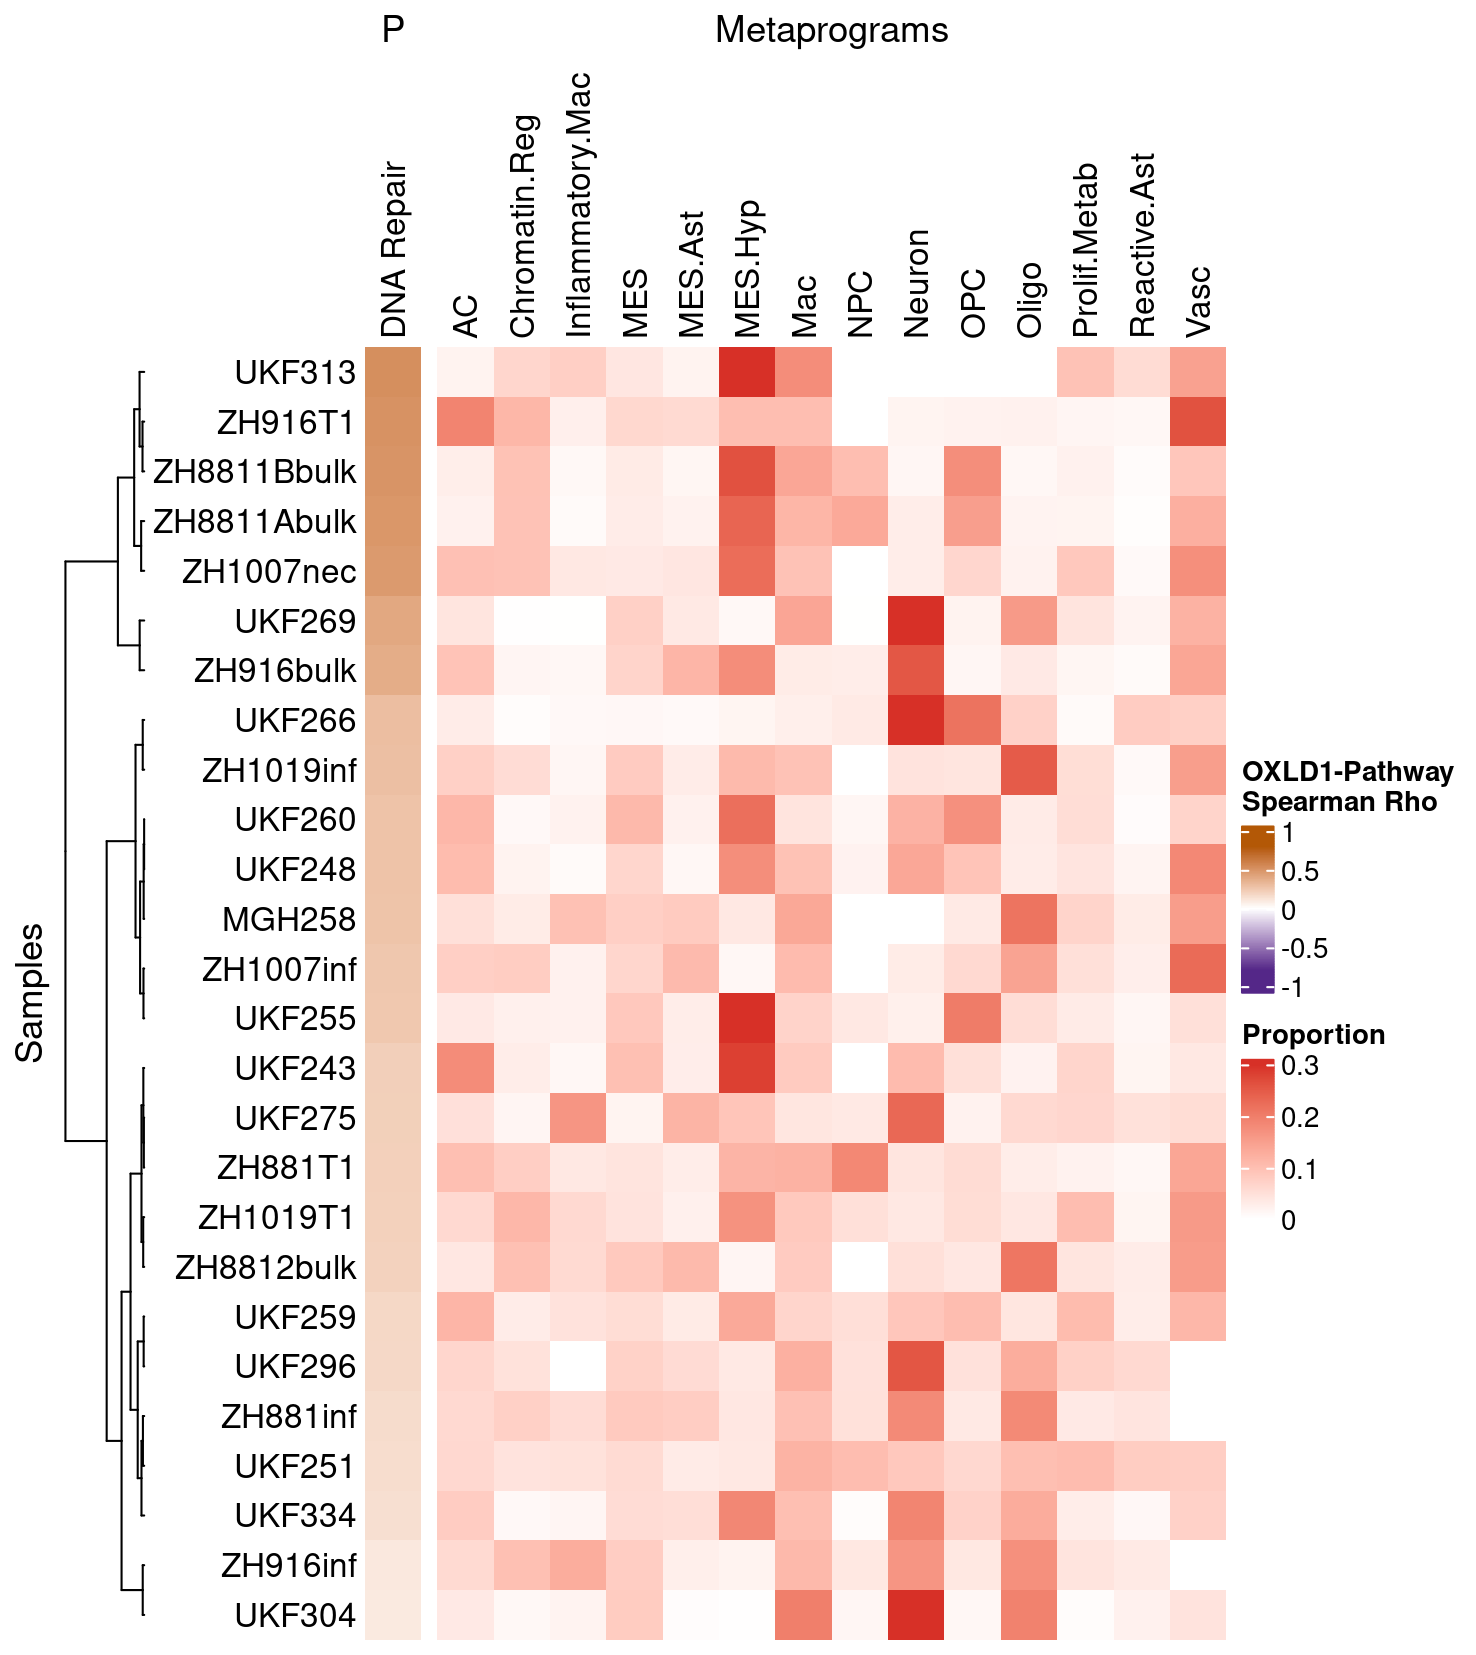 P
Metaprograms
DNA Repair
AC
Chromatin.Reg
Inflammatory.Mac
MES
MES.Ast
MES.Hyp
Mac
NPC
Neuron
OPC
Oligo
Prolif.Metab
Reactive.Ast
Vasc
Samples
UKF313
ZH916T1
ZH8811Bbulk
ZH8811Abulk
ZH1007nec
UKF269
ZH916bulk
UKF266
ZH1019inf
UKF260
UKF248
MGH258
ZH1007inf
UKF255
UKF243
UKF275
ZH881T1
ZH1019T1
ZH8812bulk
UKF259
UKF296
ZH881inf
UKF251
UKF334
ZH916inf
UKF304
OXLD1-Pathway
Spearman Rho
1
0.5
0
-0.5
-1
Proportion
0.3
0.2
0.1
0